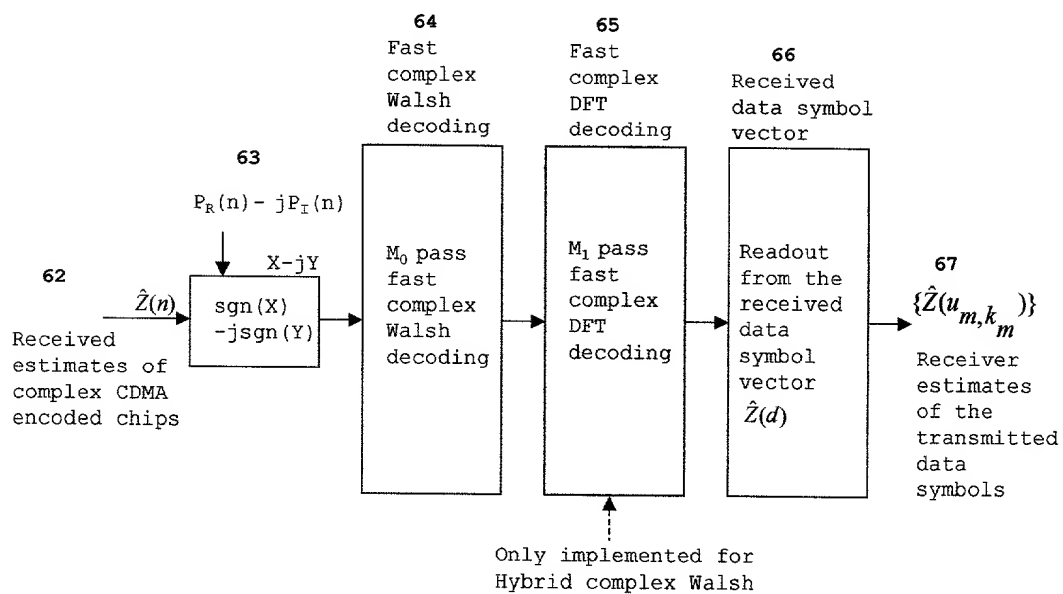 64
Fast
complex
Walsh
decoding
65
Fast
complex
DFT
decoding
66
Received
data symbol
vector
63
P_R(n) - jP_I(n)
62
Ẑ(n)
X-jY
sgn(X)
-jsgn(Y)
Received
estimates of
complex CDMA
encoded chips
M₀ pass
fast
complex
Walsh
decoding
M₁ pass
fast
complex
DFT
decoding
Readout
from the
received
data
symbol
vector
Ẑ(d)
67
{Ẑ(u_{m,k_m})}
Receiver
estimates
of the
transmitted
data
symbols
Only implemented for
Hybrid complex Walsh